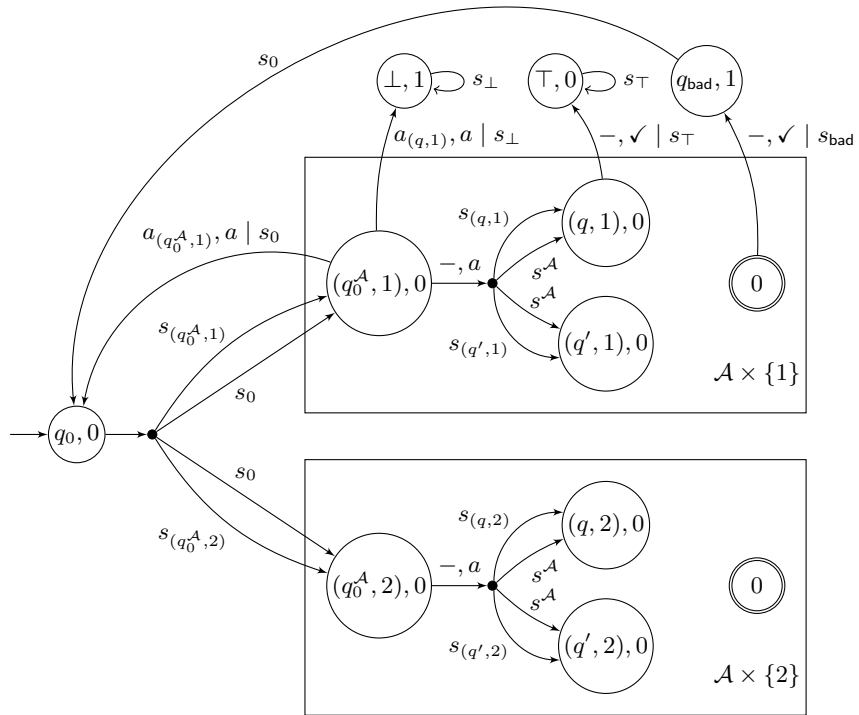 s_0
⊥, 1
s_⊥
⊤, 0
s_⊤
q_bad, 1
a_{(q,1)}, a | s_⊥
−, ✓ | s_⊤
−, ✓ | s_bad
a_{(q_0^𝒜,1)}, a | s_0
s_{(q,1)}
(q, 1), 0
(q_0^𝒜, 1), 0
−, a
s^𝒜
0
s^𝒜
s_{(q_0^𝒜,1)}
s_{(q′,1)}
(q′, 1), 0
𝒜 × {1}
s_0
q_0, 0
s_0
s_{(q_0^𝒜,2)}
s_{(q,2)}
(q, 2), 0
(q_0^𝒜, 2), 0
−, a
s^𝒜
0
s^𝒜
s_{(q′,2)}
(q′, 2), 0
𝒜 × {2}